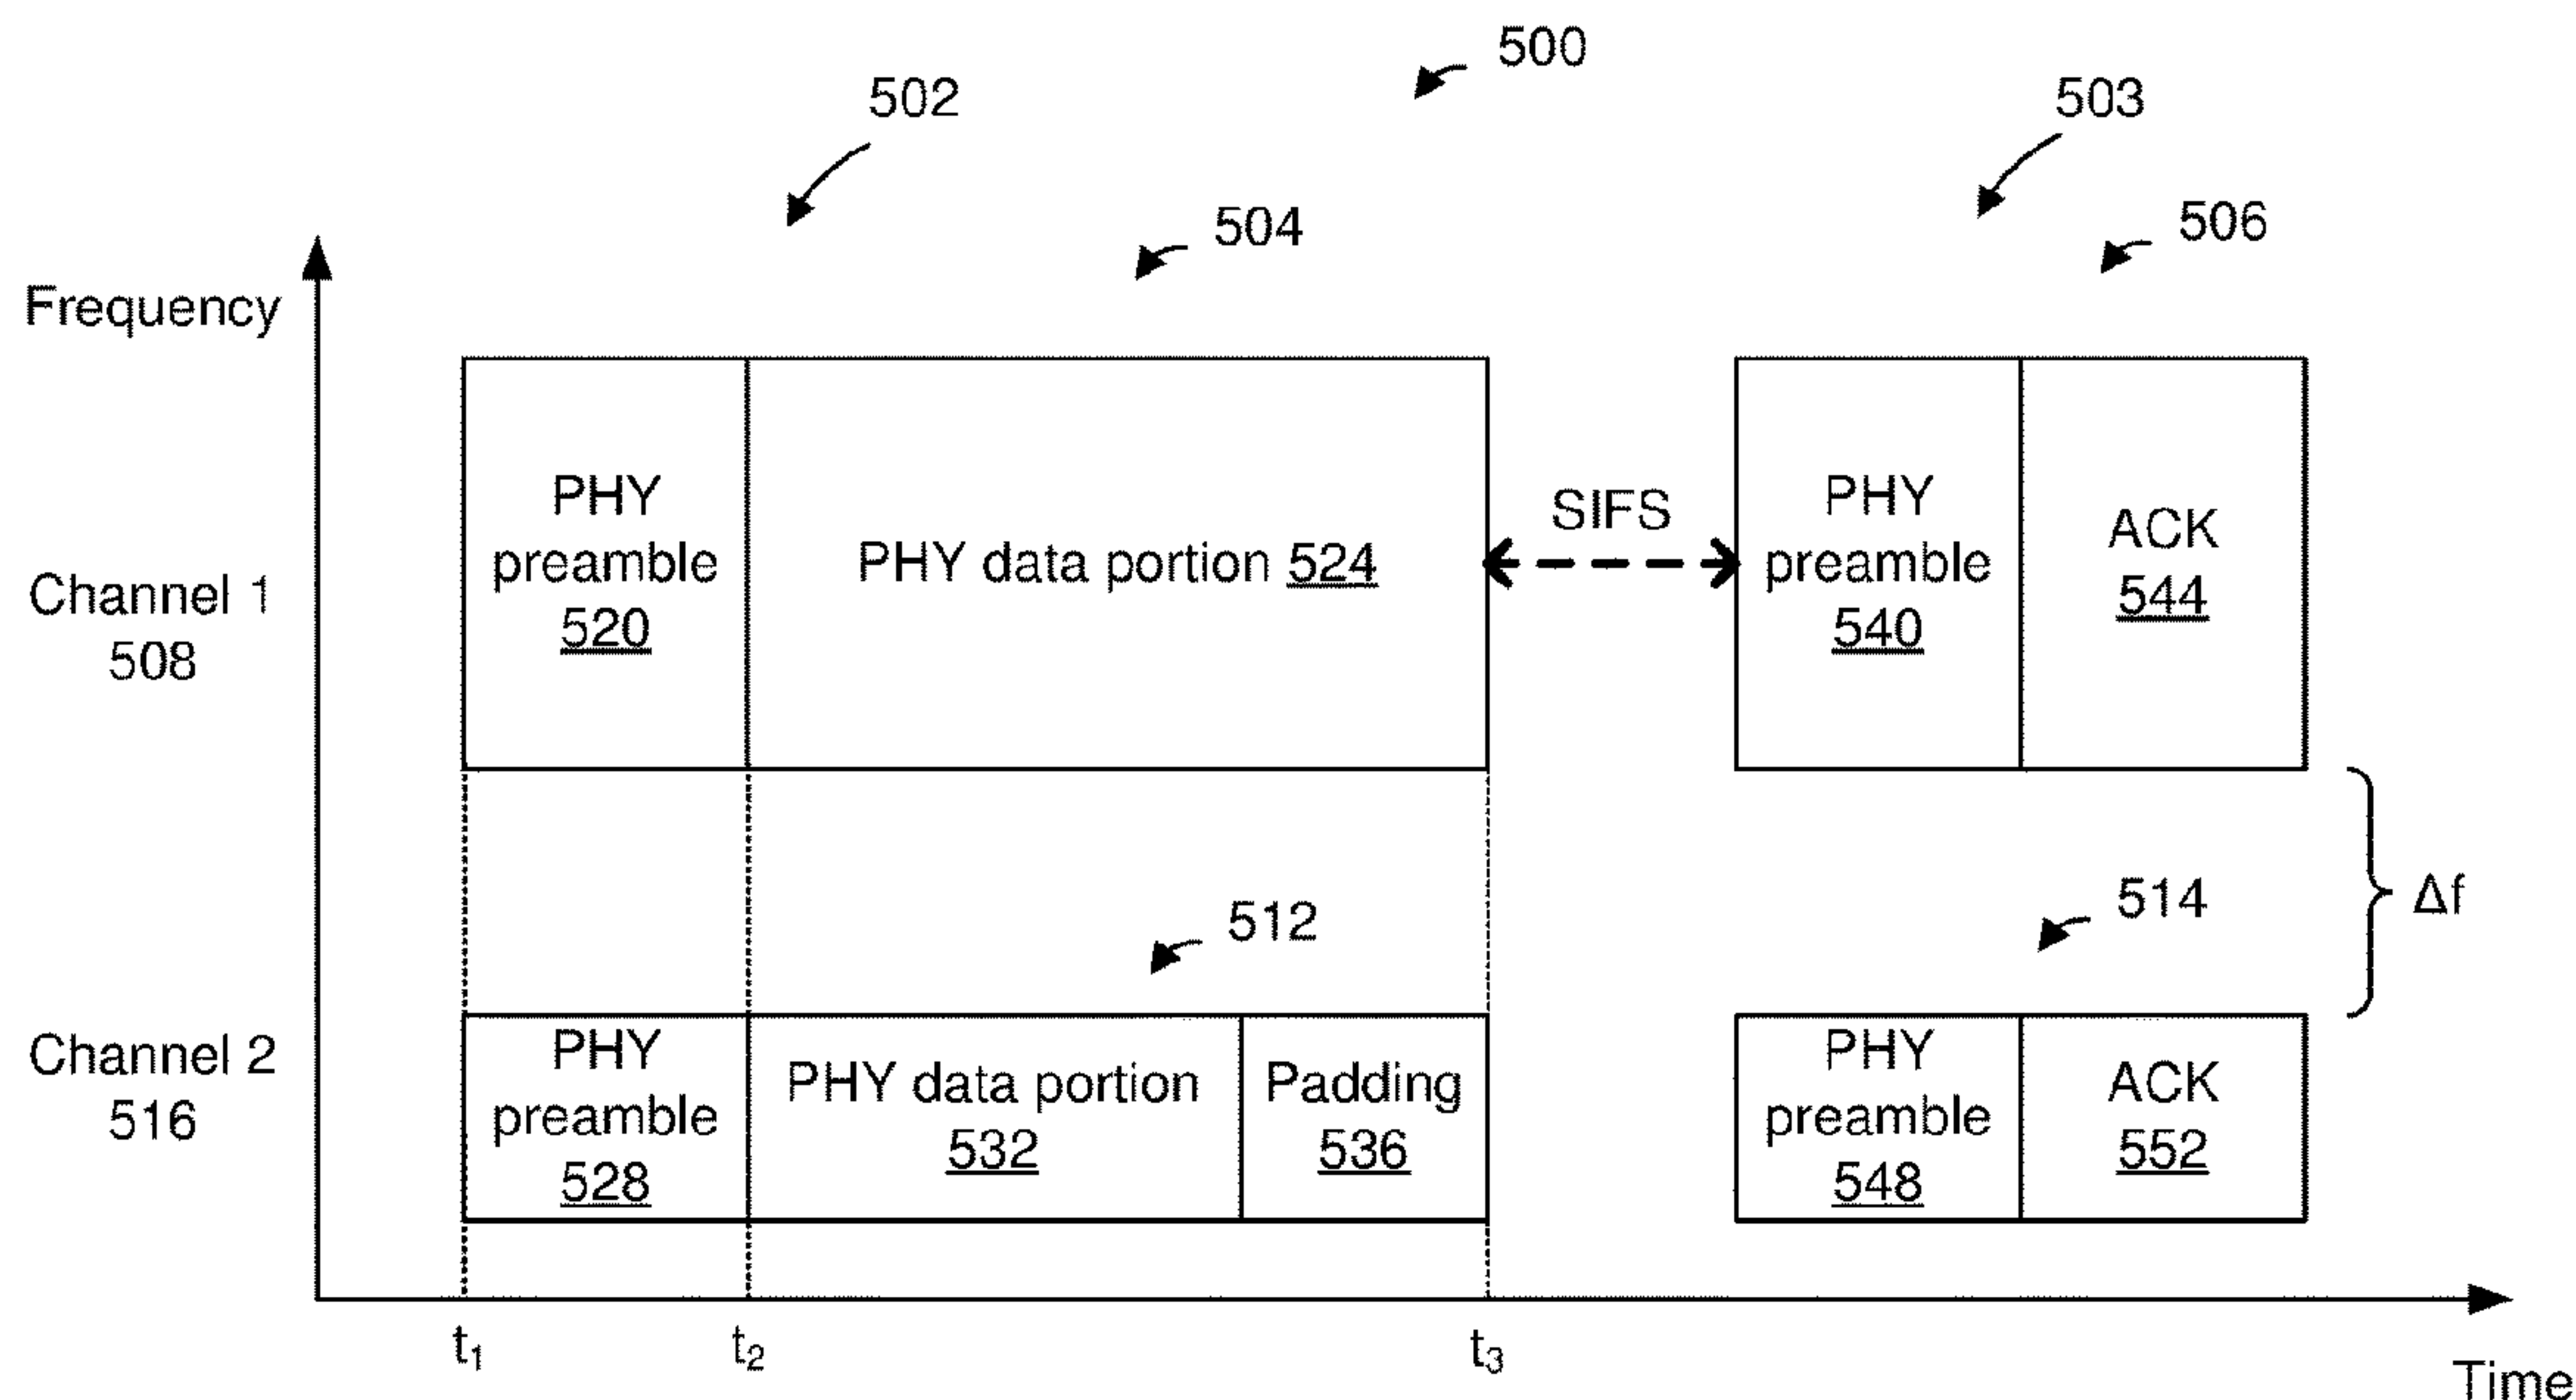 500
502
503
504
506
Frequency
Channel 1
508
PHY
preamble
520
PHY data portion 524
SIFS
PHY
preamble
540
ACK
544
512
514
Δf
Channel 2
516
PHY
preamble
528
PHY data portion
532
Padding
536
PHY
preamble
548
ACK
552
t1
t2
t3
Time